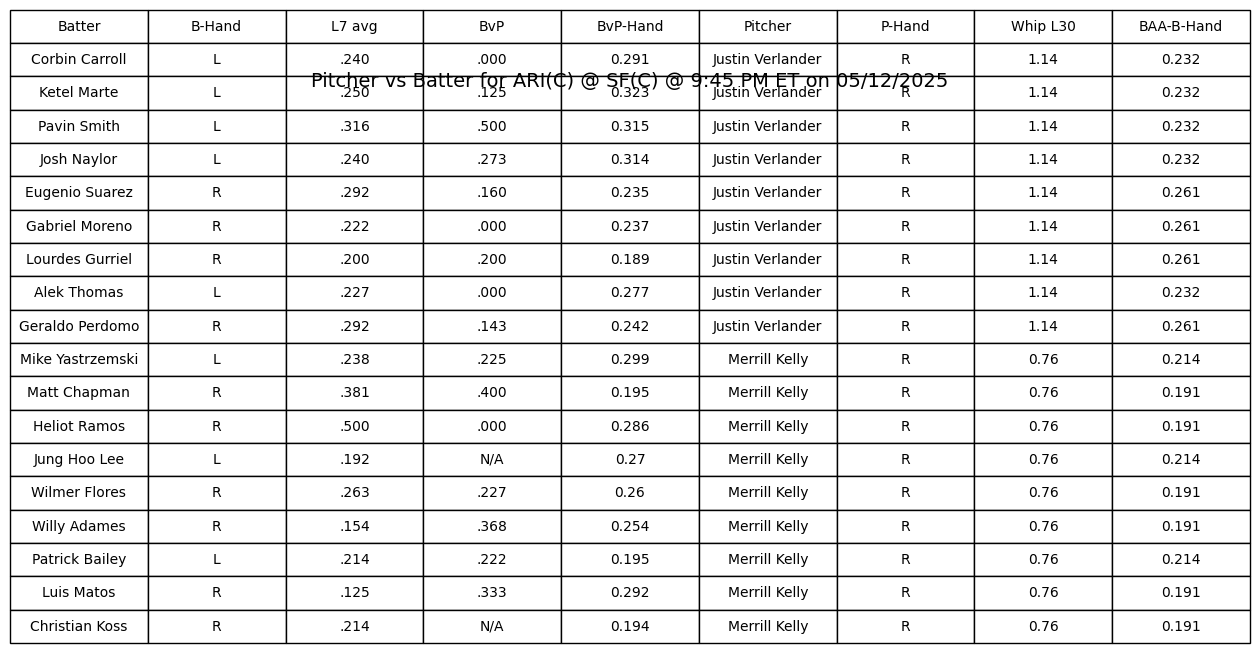 Batter B-Hand L7 avg BvP BvP-Hand Pitcher P-Hand Whip L30 BAA-B-Hand
Corbin Carroll L .240 .000 0.291 Justin Verlander R 1.14 0.232
Pitcher vs Batter for ARI(C) @ SF(C) @ 9:45 PM ET on 05/12/2025
Ketel Marte L .250 .125 0.323 Justin Verlander R 1.14 0.232
Pavin Smith L .316 .500 0.315 Justin Verlander R 1.14 0.232
Josh Naylor L .240 .273 0.314 Justin Verlander R 1.14 0.232
Eugenio Suarez R .292 .160 0.235 Justin Verlander R 1.14 0.261
Gabriel Moreno R .222 .000 0.237 Justin Verlander R 1.14 0.261
Lourdes Gurriel R .200 .200 0.189 Justin Verlander R 1.14 0.261
Alek Thomas L .227 .000 0.277 Justin Verlander R 1.14 0.232
Geraldo Perdomo R .292 .143 0.242 Justin Verlander R 1.14 0.261
Mike Yastrzemski L .238 .225 0.299 Merrill Kelly R 0.76 0.214
Matt Chapman R .381 .400 0.195 Merrill Kelly R 0.76 0.191
Heliot Ramos R .500 .000 0.286 Merrill Kelly R 0.76 0.191
Jung Hoo Lee L .192 N/A 0.27 Merrill Kelly R 0.76 0.214
Wilmer Flores R .263 .227 0.26 Merrill Kelly R 0.76 0.191
Willy Adames R .154 .368 0.254 Merrill Kelly R 0.76 0.191
Patrick Bailey L .214 .222 0.195 Merrill Kelly R 0.76 0.214
Luis Matos R .125 .333 0.292 Merrill Kelly R 0.76 0.191
Christian Koss R .214 N/A 0.194 Merrill Kelly R 0.76 0.191